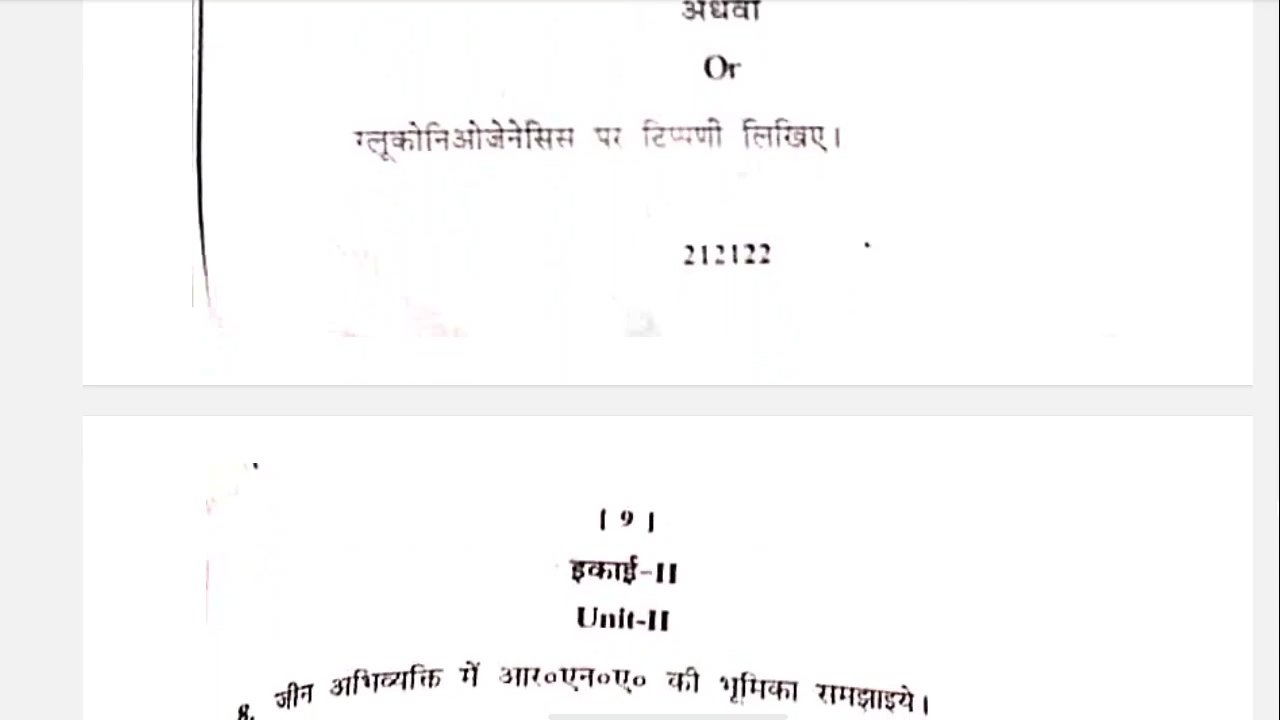 अथवा
Or
ग्लूकोनिओजेनेसिस पर टिप्पणी लिखिए।
212122
[ 9 ]
इकाई-II
Unit-II
8. जीन अभिव्यक्ति में आर०एन०ए० की भूमिका समझाइये।